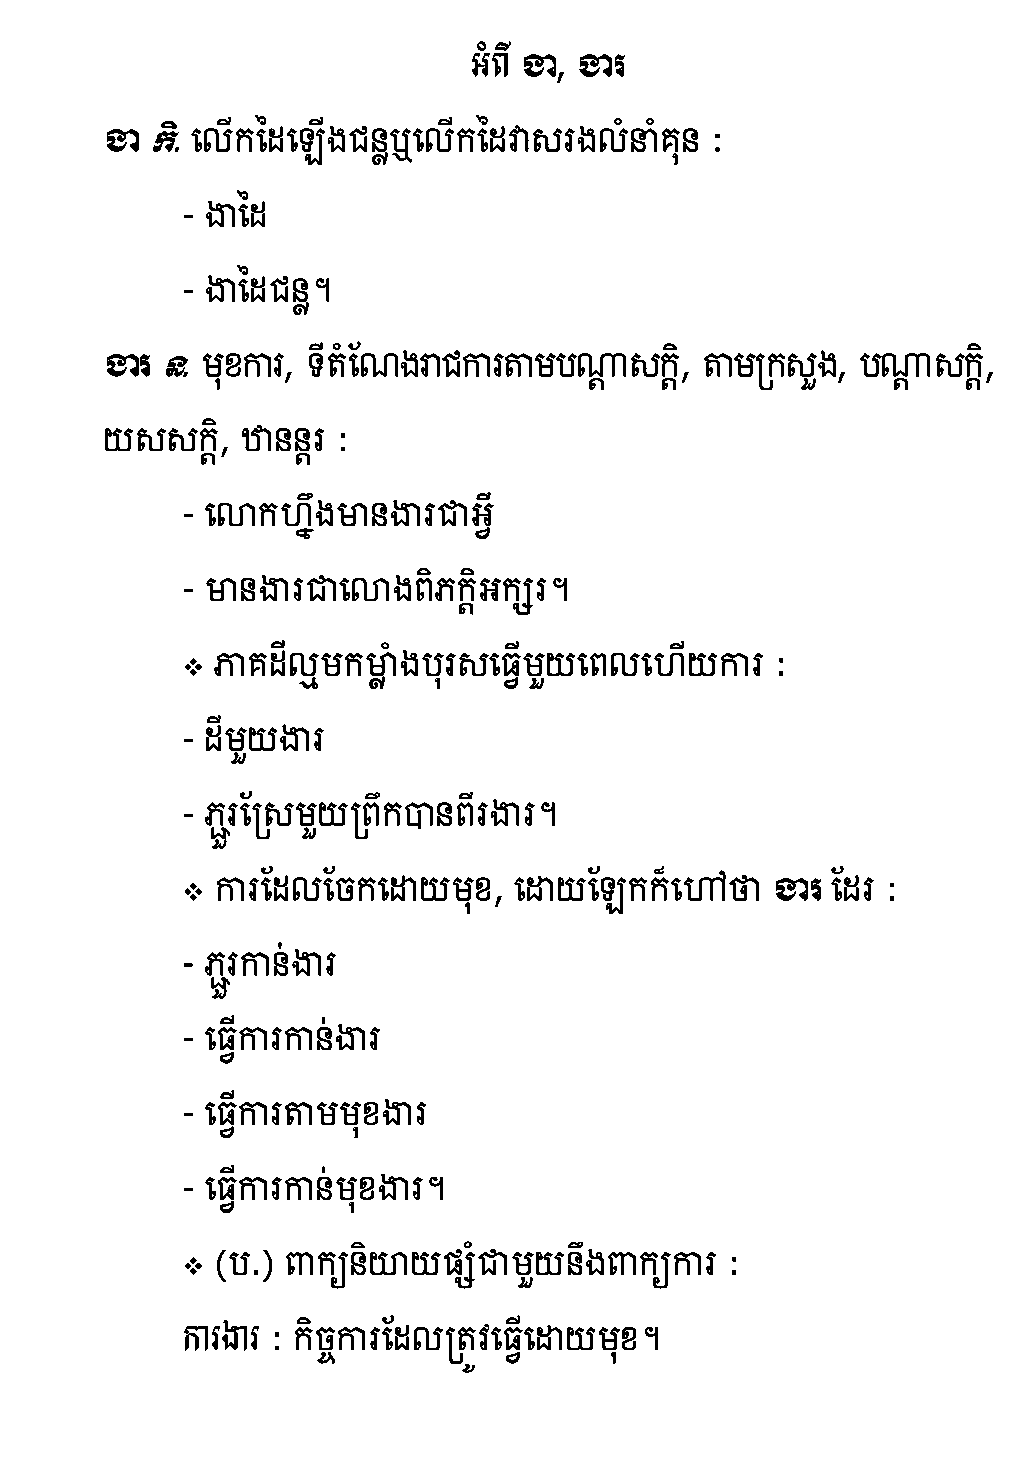 អំពី ងា, ងារ
ងា កិ. លើកដៃឡើងជន្លឬលើកដៃវាសរងលំនាំគុន :
- ងាដៃ
- ងាដៃជន្ល។
ងារ ន. មុខការ, ទីតំណែងរាជការតាមបណ្ដាសក្ដិ, តាមក្រសួង, បណ្ដាសក្ដិ,
យសសក្ដិ, ឋានន្តរ :
- លោកហ្នឹងមានងារជាអ្វី
- មានងារជាលោងពិភក្ដិអក្សរ។
❖ ភាគដីល្មមកម្លាំងបុរសធ្វើមួយពេលហើយការ :
- ដីមួយងារ
- ភ្ជួរស្រែមួយព្រឹកបានពីរងារ។
❖ ការដែលចែកដោយមុខ, ដោយឡែកក៏ហៅថា ងារ ដែរ :
- ភ្ជួរកាន់ងារ
- ធ្វើការកាន់ងារ
- ធ្វើការតាមមុខងារ
- ធ្វើការកាន់មុខងារ។
❖ (ប.) ពាក្យនិយាយផ្សំជាមួយនឹងពាក្យការ :
ការងារ : កិច្ចការដែលត្រូវធ្វើដោយមុខ។